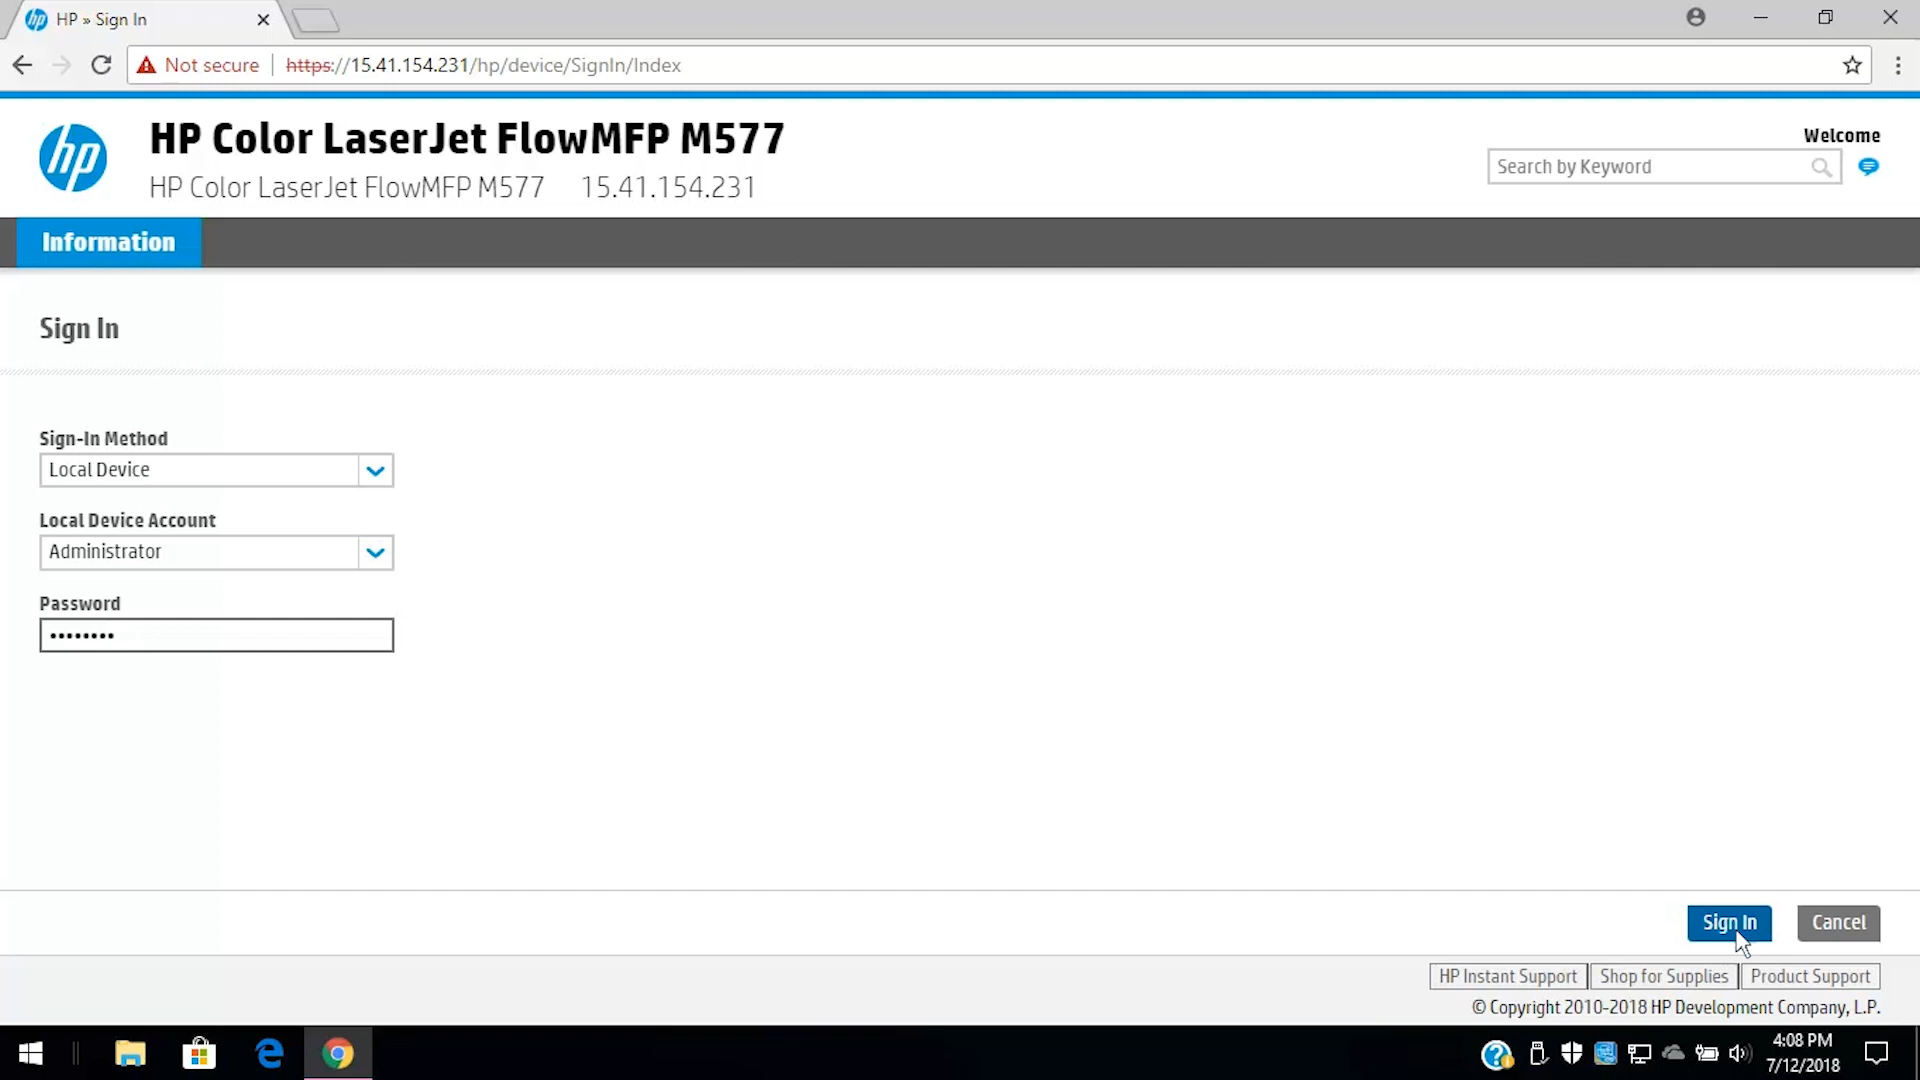 HP » Sign In
Not secure https://15.41.154.231/hp/device/SignIn/Index
hp
HP Color LaserJet FlowMFP M577
HP Color LaserJet FlowMFP M577 15.41.154.231
Welcome
Search by Keyword
Information
Sign In
Sign-In Method
Local Device
Local Device Account
Administrator
Password
••••••••
Sign In Cancel
HP Instant Support Shop for Supplies Product Support
© Copyright 2010-2018 HP Development Company, L.P.
4:08 PM
7/12/2018